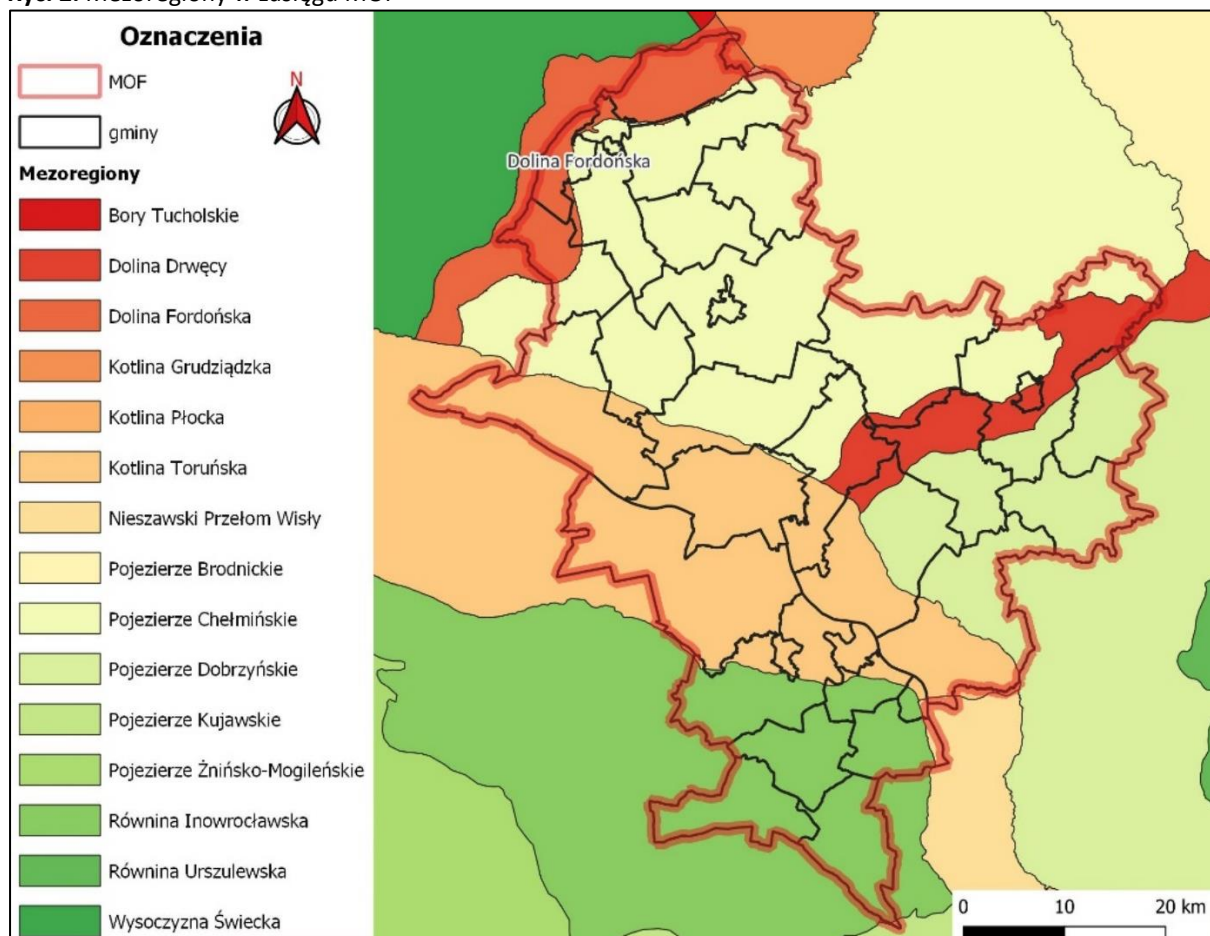 Oznaczenia
MOF
N
gminy
Mezoregiony
Bory Tucholskie
Dolina Drwęcy
Dolina Fordońska
Kotlina Grudziądzka
Kotlina Płocka
Kotlina Toruńska
Nieszawski Przełom Wisły
Pojezierze Brodnickie
Pojezierze Chełmińskie
Pojezierze Dobrzyńskie
Pojezierze Kujawskie
Pojezierze Żnińsko-Mogileńskie
Równina Inowrocławska
Równina Urszulewska
Wysoczyzna Świecka
Dolina Fordońska
0 10 20 km